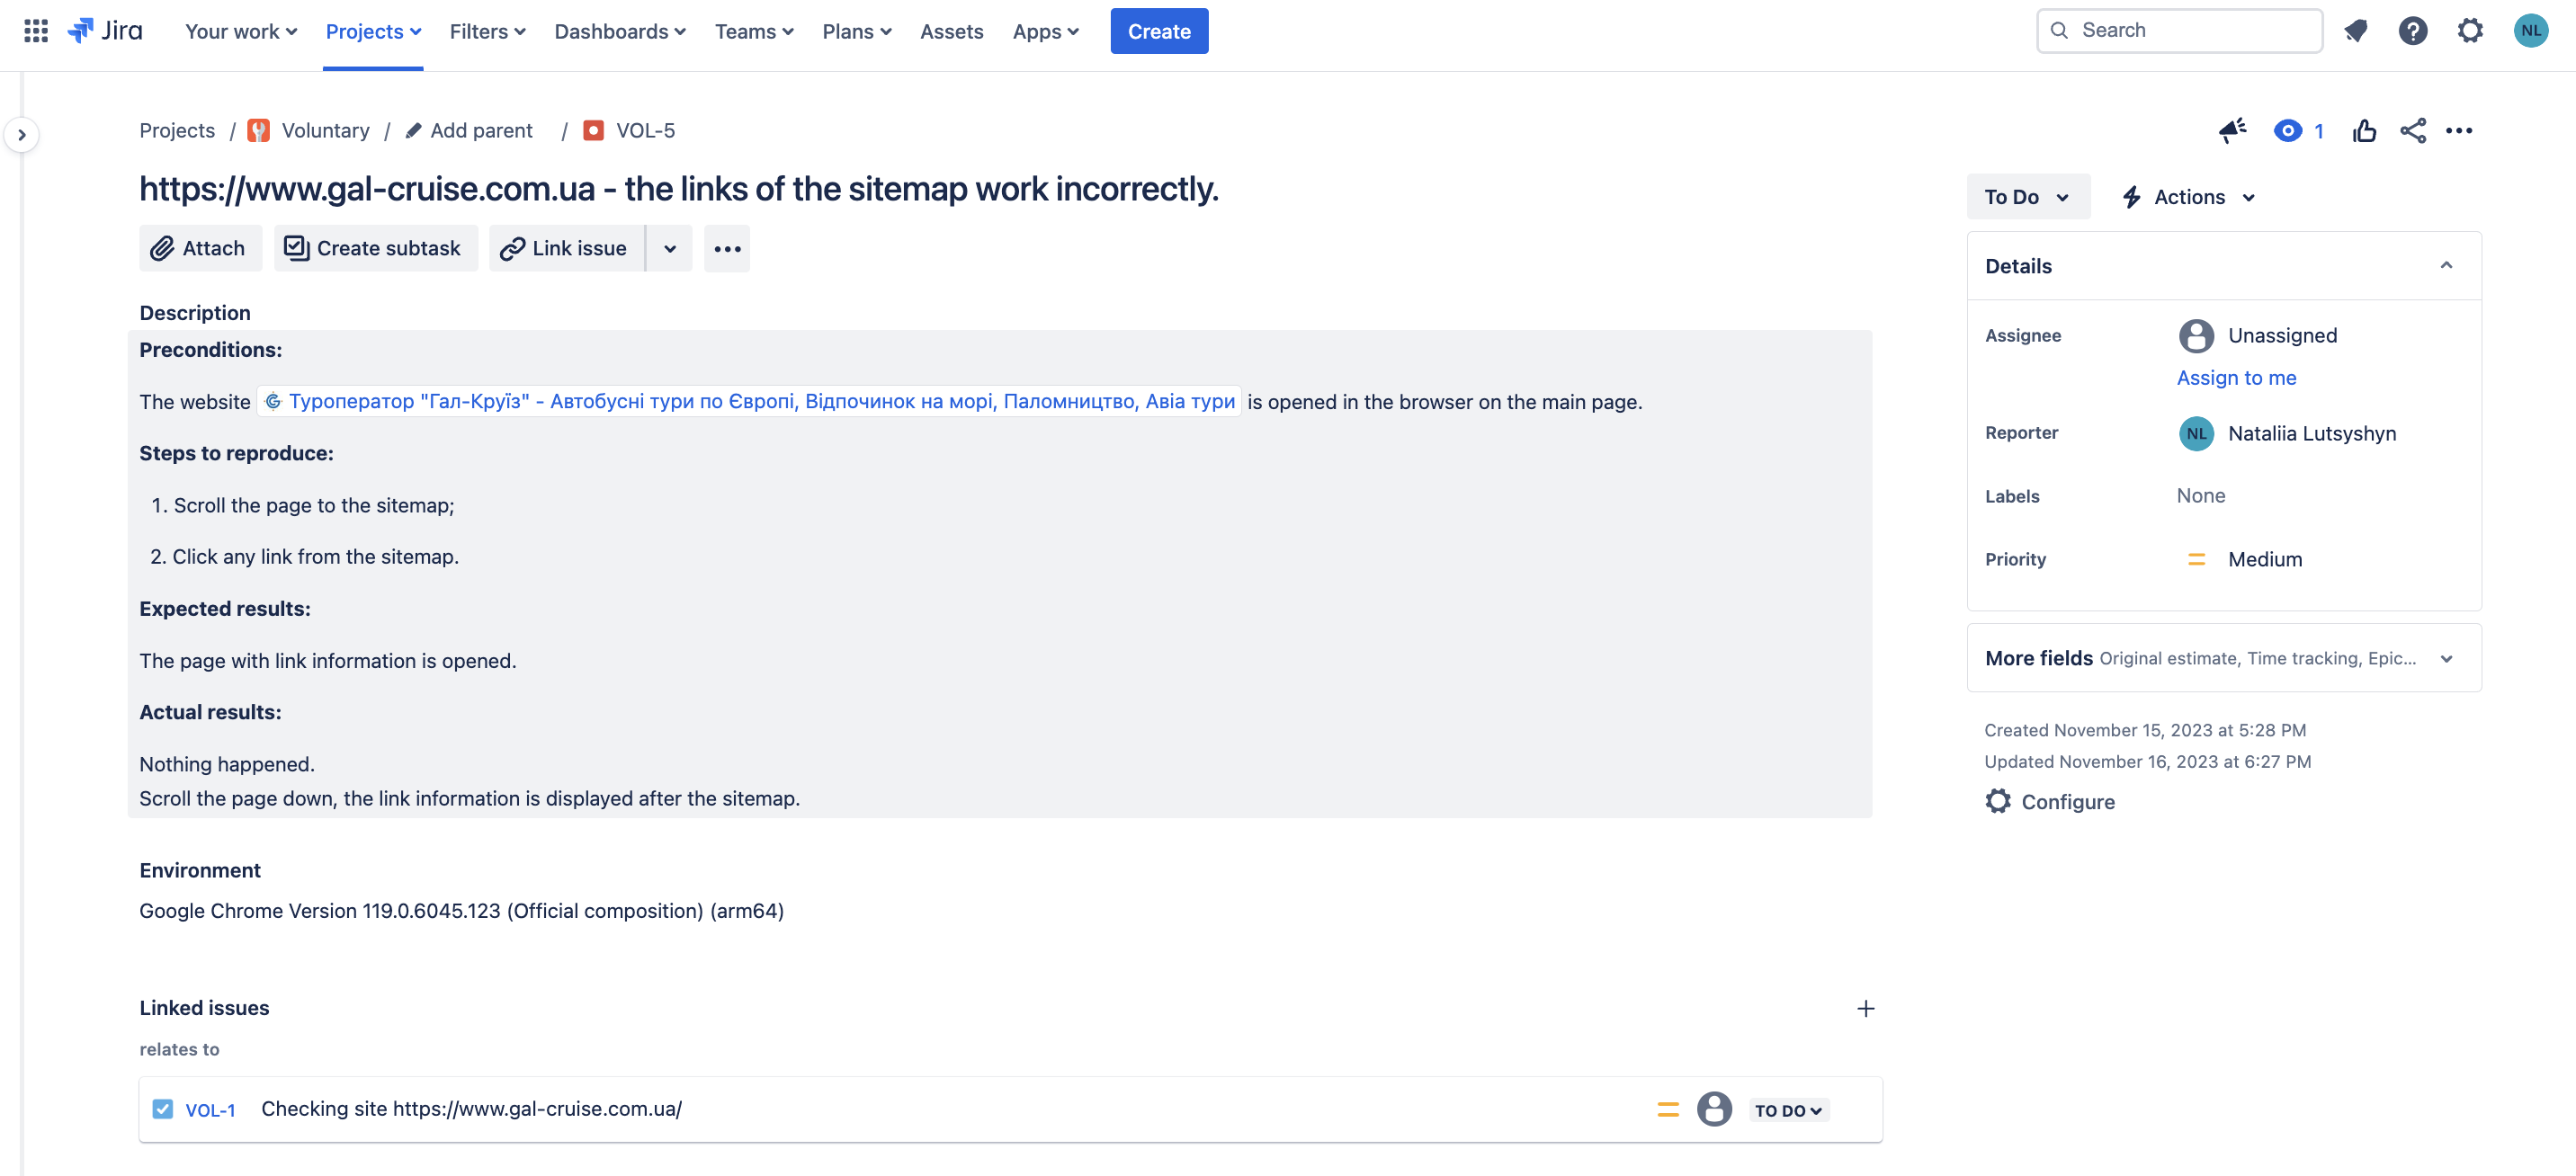 Jira Your work Projects Filters Dashboards Teams Plans Assets Apps Create Search NL
Projects / Voluntary / Add parent / VOL-5 1
https://www.gal-cruise.com.ua - the links of the sitemap work incorrectly.
Attach Create subtask Link issue
Description
Preconditions:
The website Туроператор "Гал-Круїз" - Автобусні тури по Європі, Відпочинок на морі, Паломництво, Авіа тури is opened in the browser on the main page.
Steps to reproduce:
1. Scroll the page to the sitemap;
2. Click any link from the sitemap.
Expected results:
The page with link information is opened.
Actual results:
Nothing happened.
Scroll the page down, the link information is displayed after the sitemap.
Environment
Google Chrome Version 119.0.6045.123 (Official composition) (arm64)
Linked issues
relates to
VOL-1 Checking site https://www.gal-cruise.com.ua/ TO DO
To Do Actions
Details
Assignee Unassigned
Assign to me
Reporter NL Nataliia Lutsyshyn
Labels None
Priority Medium
More fields Original estimate, Time tracking, Epic...
Created November 15, 2023 at 5:28 PM
Updated November 16, 2023 at 6:27 PM
Configure